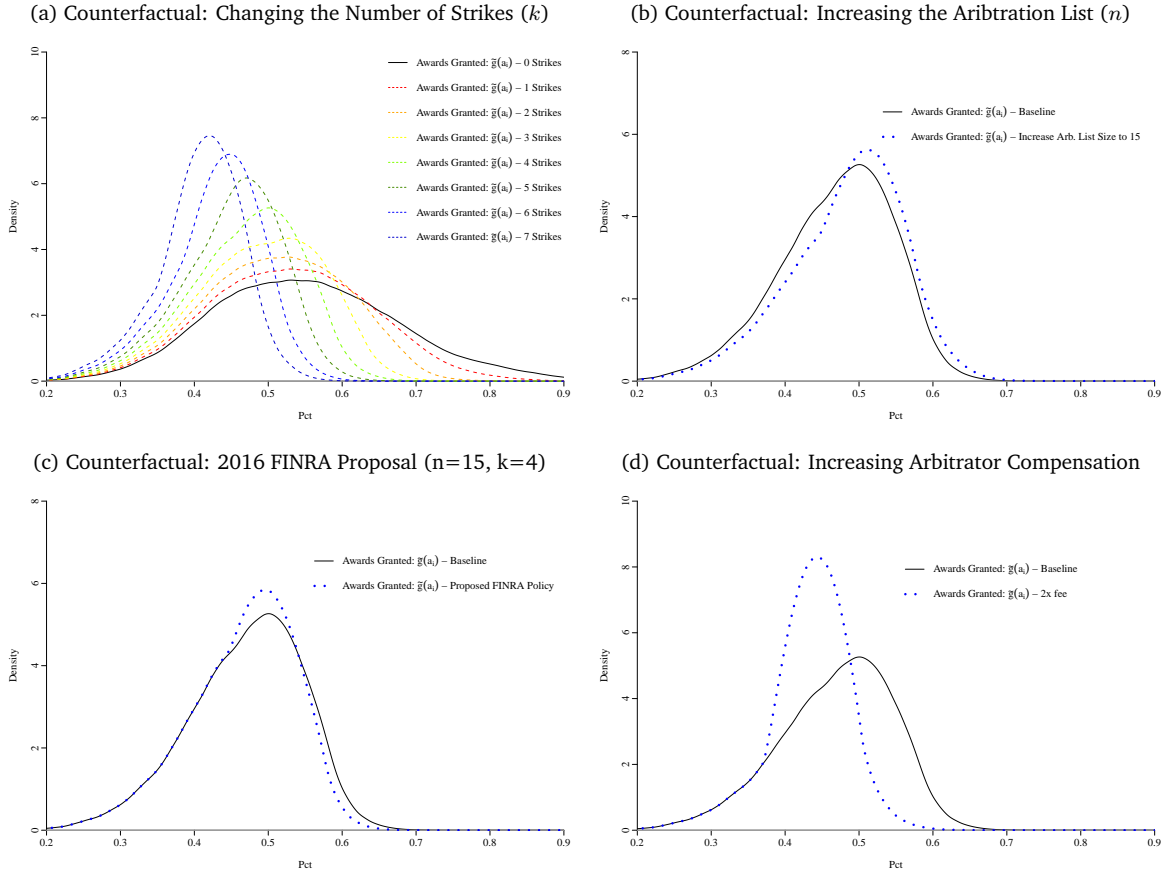 (a) Counterfactual: Changing the Number of Strikes (k)
10
8
6
4
2
0
Density
Awards Granted: g̃(aᵢ) – 0 Strikes
Awards Granted: g̃(aᵢ) – 1 Strikes
Awards Granted: g̃(aᵢ) – 2 Strikes
Awards Granted: g̃(aᵢ) – 3 Strikes
Awards Granted: g̃(aᵢ) – 4 Strikes
Awards Granted: g̃(aᵢ) – 5 Strikes
Awards Granted: g̃(aᵢ) – 6 Strikes
Awards Granted: g̃(aᵢ) – 7 Strikes
0.2 0.3 0.4 0.5 0.6 0.7 0.8 0.9
Pct
(b) Counterfactual: Increasing the Aribtration List (n)
8
6
4
2
0
Density
Awards Granted: g̃(aᵢ) – Baseline
Awards Granted: g̃(aᵢ) – Increase Arb. List Size to 15
0.2 0.3 0.4 0.5 0.6 0.7 0.8 0.9
Pct
(c) Counterfactual: 2016 FINRA Proposal (n=15, k=4)
8
6
4
2
0
Density
Awards Granted: g̃(aᵢ) – Baseline
Awards Granted: g̃(aᵢ) – Proposed FINRA Policy
0.2 0.3 0.4 0.5 0.6 0.7 0.8 0.9
Pct
(d) Counterfactual: Increasing Arbitrator Compensation
10
8
6
4
2
0
Density
Awards Granted: g̃(aᵢ) – Baseline
Awards Granted: g̃(aᵢ) – 2x fee
0.2 0.3 0.4 0.5 0.6 0.7 0.8 0.9
Pct